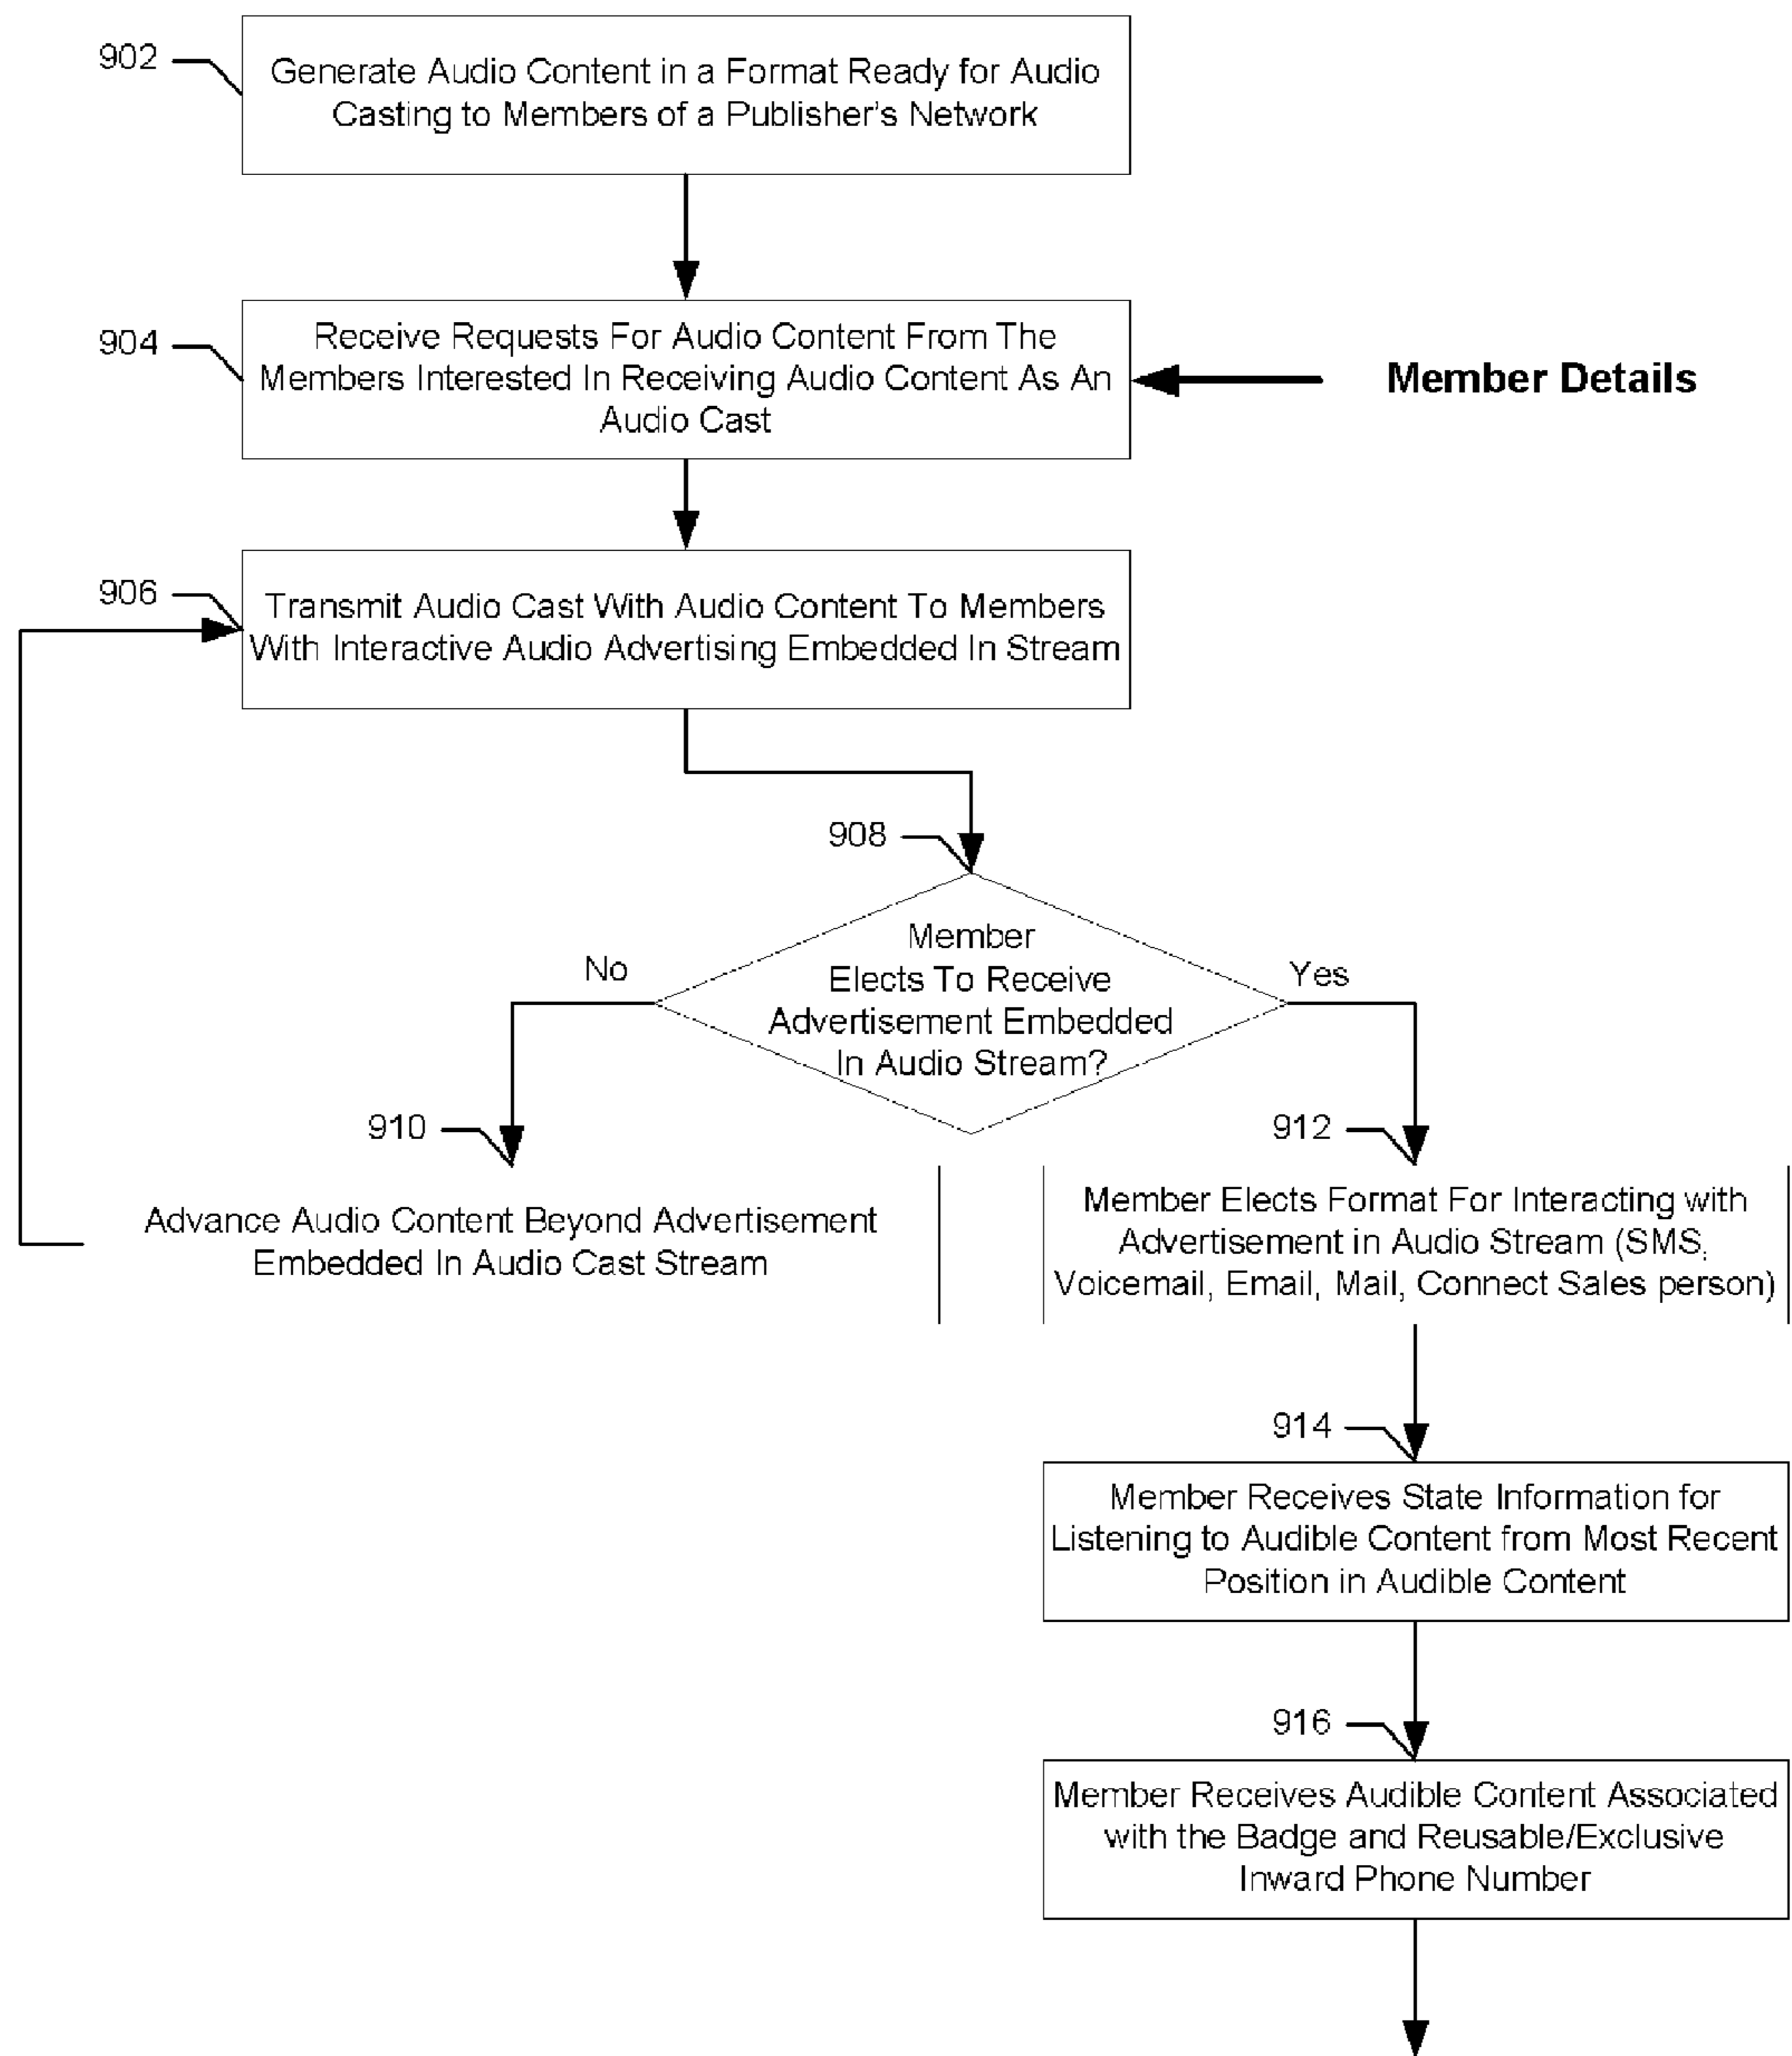 902
Generate Audio Content in a Format Ready for Audio
Casting to Members of a Publisher's Network
904
Receive Requests For Audio Content From The
Members Interested In Receiving Audio Content As An
Audio Cast
Member Details
906
Transmit Audio Cast With Audio Content To Members
With Interactive Audio Advertising Embedded In Stream
908
Member
Elects To Receive
Advertisement Embedded
In Audio Stream?
No
Yes
910
Advance Audio Content Beyond Advertisement
Embedded In Audio Cast Stream
912
Member Elects Format For Interacting with
Advertisement in Audio Stream (SMS,
Voicemail, Email, Mail, Connect Sales person)
914
Member Receives State Information for
Listening to Audible Content from Most Recent
Position in Audible Content
916
Member Receives Audible Content Associated
with the Badge and Reusable/Exclusive
Inward Phone Number